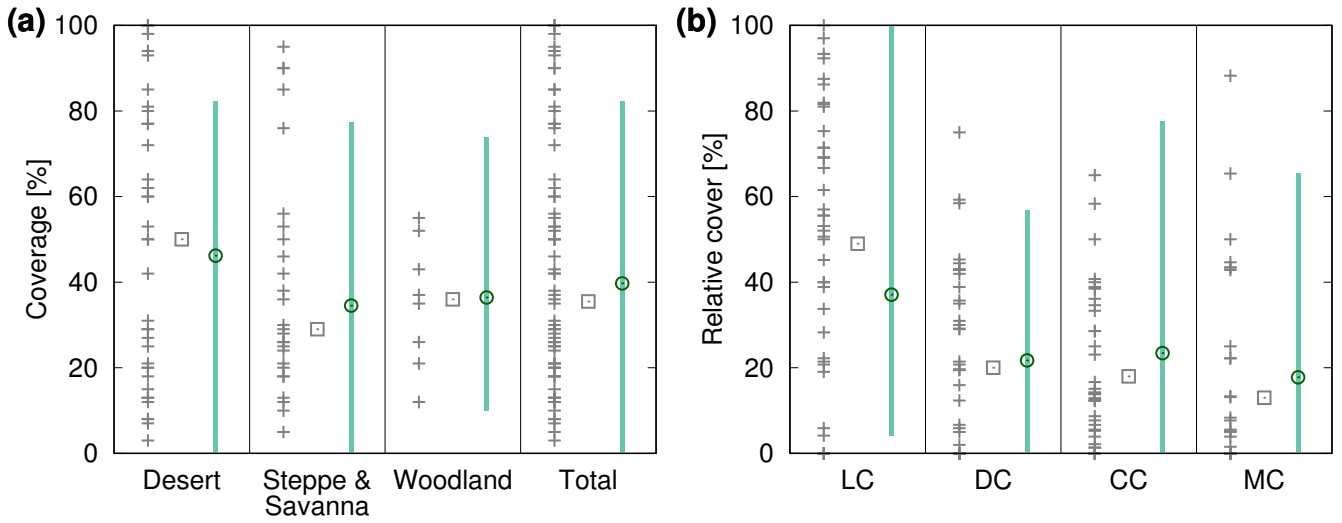 (a)
100
80
60
40
20
0
Coverage [%]
Desert
Steppe &
Savanna
Woodland
Total
(b)
100
80
60
40
20
0
Relative cover [%]
LC
DC
CC
MC